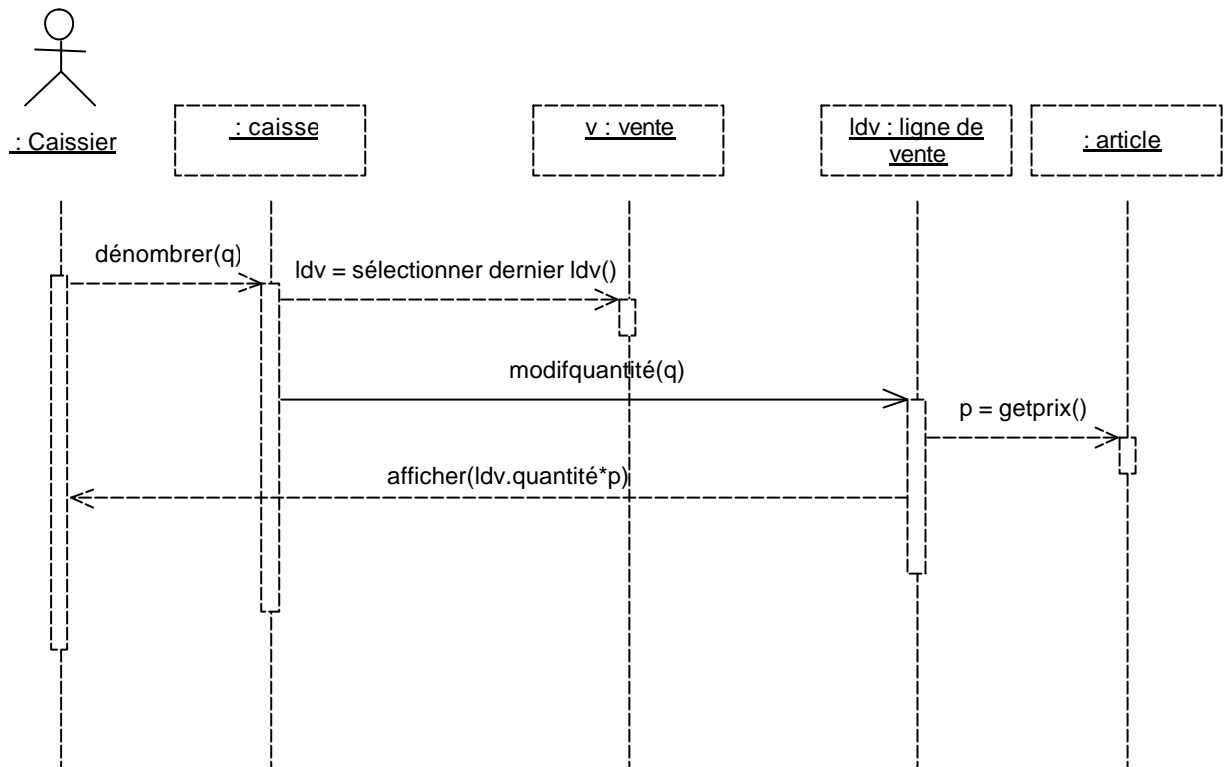 : Caissier
: caisse
v : vente
ldv : ligne de
vente
: article
dénombrer(q)
ldv = sélectionner dernier ldv()
modifquantité(q)
p = getprix()
afficher(ldv.quantité*p)